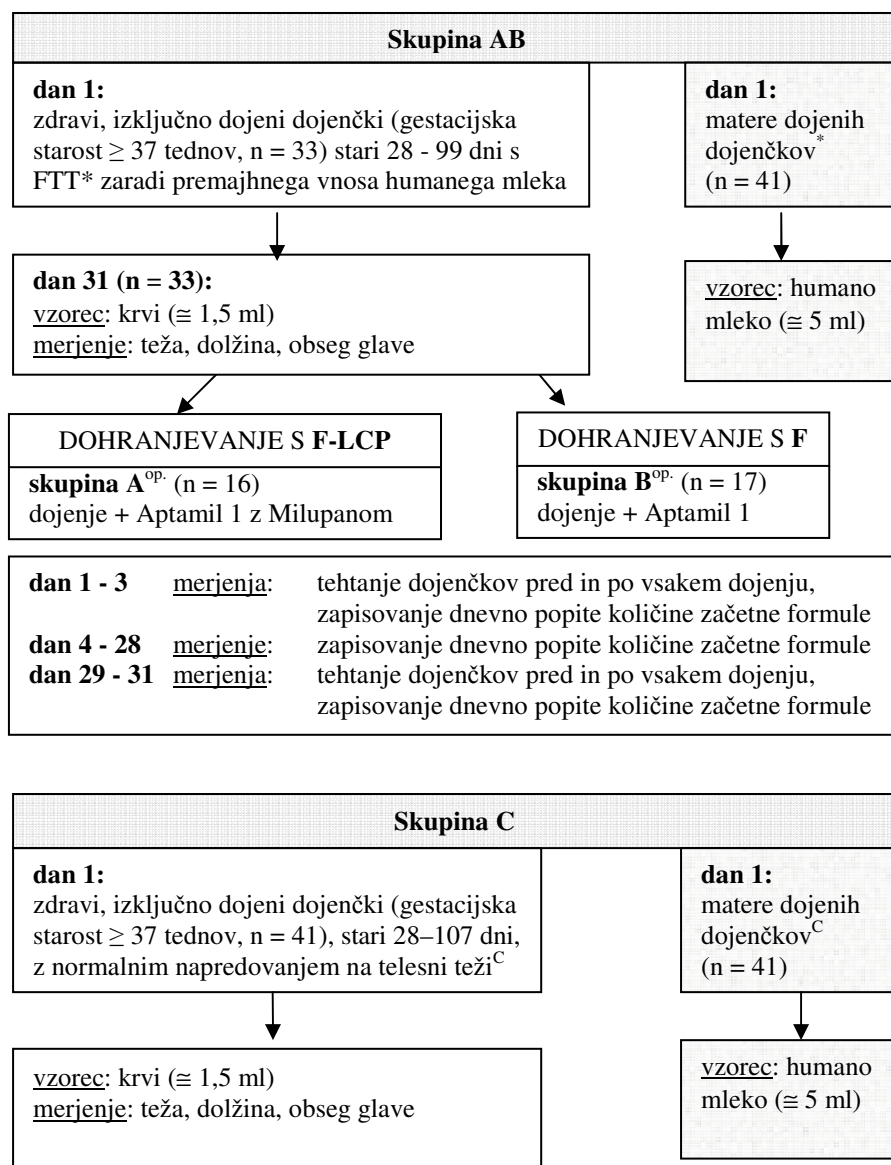 Skupina AB
dan 1:
zdravi, izključno dojeni dojenčki (gestacijska
starost ≥ 37 tednov, n = 33) stari 28 - 99 dni s
FTT* zaradi premajhnega vnosa humanega mleka
dan 1:
matere dojenih
dojenčkov*
(n = 41)
dan 31 (n = 33):
vzorec: krvi (≅ 1,5 ml)
merjenje: teža, dolžina, obseg glave
vzorec: humano
mleko (≅ 5 ml)
DOHRANJEVANJE S F-LCP
skupina A^op. (n = 16)
dojenje + Aptamil 1 z Milupanom
DOHRANJEVANJE S F
skupina B^op. (n = 17)
dojenje + Aptamil 1
dan 1 - 3 merjenja: tehtanje dojenčkov pred in po vsakem dojenju,
zapisovanje dnevno popite količine začetne formule
dan 4 - 28 merjenje: zapisovanje dnevno popite količine začetne formule
dan 29 - 31 merjenja: tehtanje dojenčkov pred in po vsakem dojenju,
zapisovanje dnevno popite količine začetne formule
Skupina C
dan 1:
zdravi, izključno dojeni dojenčki (gestacijska
starost ≥ 37 tednov, n = 41), stari 28–107 dni,
z normalnim napredovanjem na telesni teži^C
dan 1:
matere dojenih
dojenčkov^C
(n = 41)
vzorec: krvi (≅ 1,5 ml)
merjenje: teža, dolžina, obseg glave
vzorec: humano
mleko (≅ 5 ml)